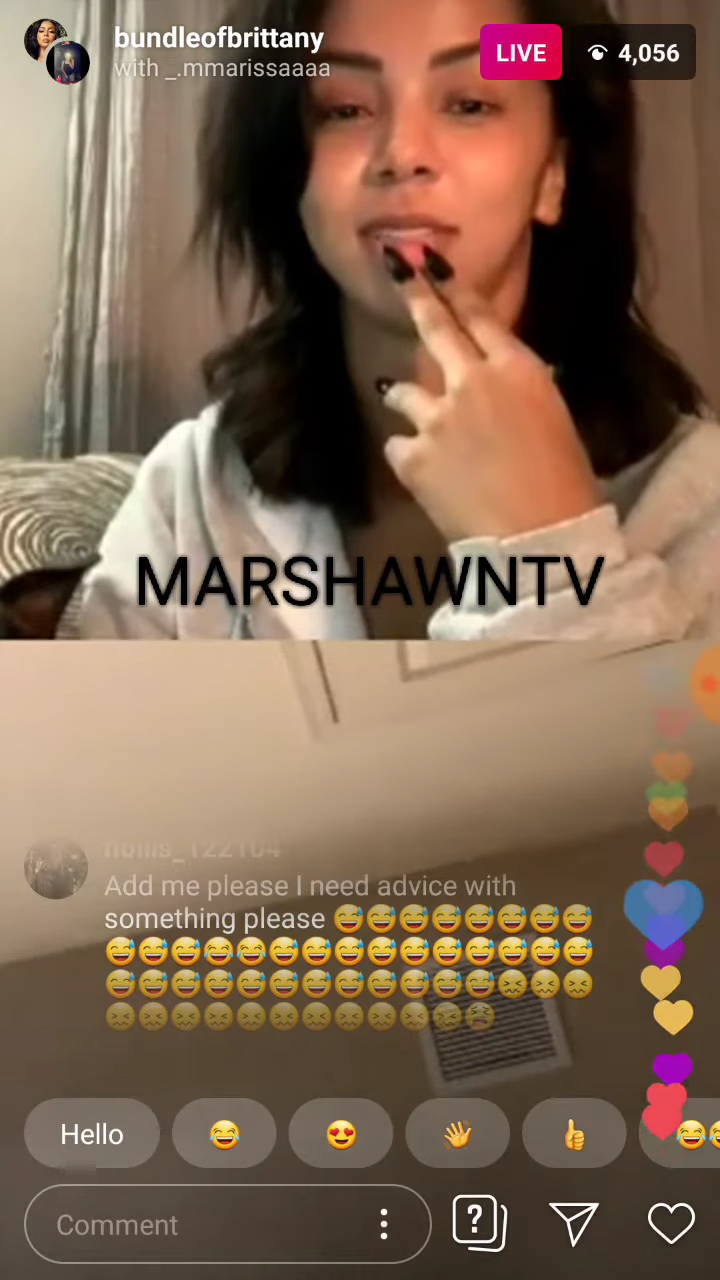 bundleofbrittany
with _.mmarissaaaa
LIVE
4,056
MARSHAWNTV
Add me please I need advice with
something please 😅😅😅😅😅😅😅😅
😅😅😅😂😂😅😅😅😅😅😅😅😅😅😅
😅😅😅😅😅😅😅😅😅😅😅😅😖😖😖
😖😖😖😖😖😖😖😖😖😖😖😫
Hello
Comment